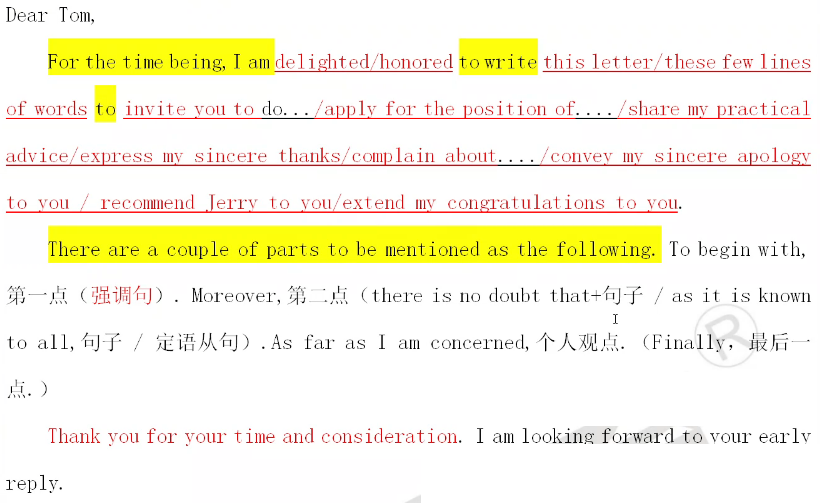 Dear Tom,
For the time being, I am delighted/honored to write this letter/these few lines
of words to invite you to do.../apply for the position of..../share my practical
advice/express my sincere thanks/complain about..../convey my sincere apology
to you / recommend Jerry to you/extend my congratulations to you.
There are a couple of parts to be mentioned as the following. To begin with,
第一点（强调句）. Moreover,第二点（there is no doubt that+句子 / as it is known
to all,句子 / 定语从句）.As far as I am concerned,个人观点.（Finally，最后一
点.）
Thank you for your time and consideration. I am looking forward to your early
reply.